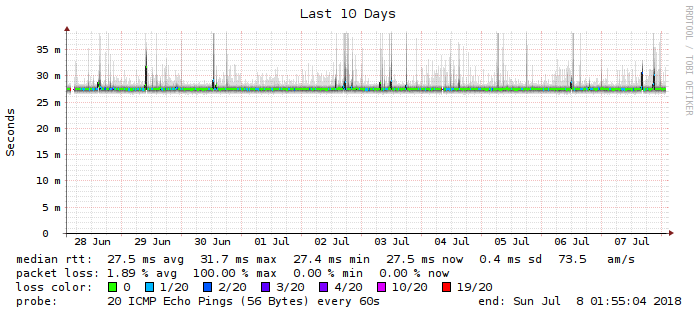 Last 10 Days
RRDTOOL / TOBI OETIKER
Seconds
35 m
30 m
25 m
20 m
15 m
10 m
5 m
0
28 Jun 29 Jun 30 Jun 01 Jul 02 Jul 03 Jul 04 Jul 05 Jul 06 Jul 07 Jul
median rtt: 27.5 ms avg 31.7 ms max 27.4 ms min 27.5 ms now 0.4 ms sd 73.5 am/s
packet loss: 1.89 % avg 100.00 % max 0.00 % min 0.00 % now
loss color: 0 1/20 2/20 3/20 4/20 10/20 19/20
probe: 20 ICMP Echo Pings (56 Bytes) every 60s end: Sun Jul 8 01:55:04 2018